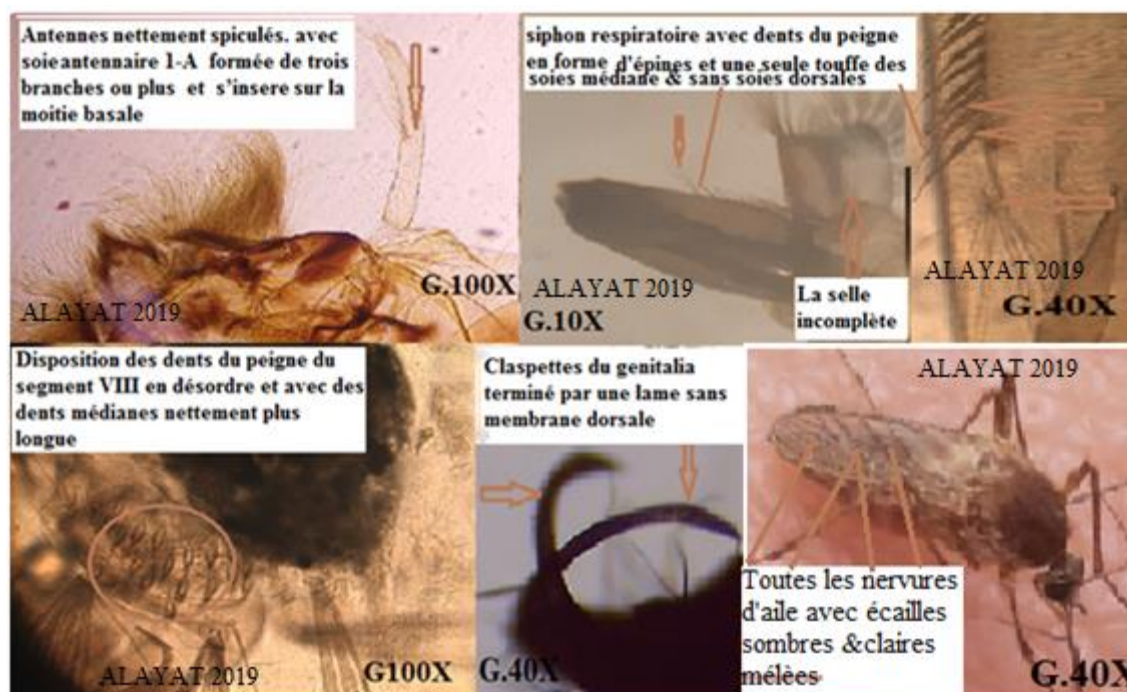 Antennes nettement spiculés. avec
soie antennaire 1-A formée de trois
branches ou plus et s'insere sur la
moitie basale
G.100X
ALAYAT 2019
siphon respiratoire avec dents du peigne
en forme d'épines et une seule touffe des
soies médiane & sans soies dorsales
ALAYAT 2019
G.10X
La selle
incomplète
ALAYAT 2019
G.40X
Disposition des dents du peigne du
segment VIII en désordre et avec des
dents médianes nettement plus
longue
ALAYAT 2019
G100X
Claspettes du genitalia
terminé par une lame sans
membrane dorsale
G.40X
ALAYAT 2019
Toutes les nervures
d'aile avec écailles
sombres &claires
mélèes
G.40X